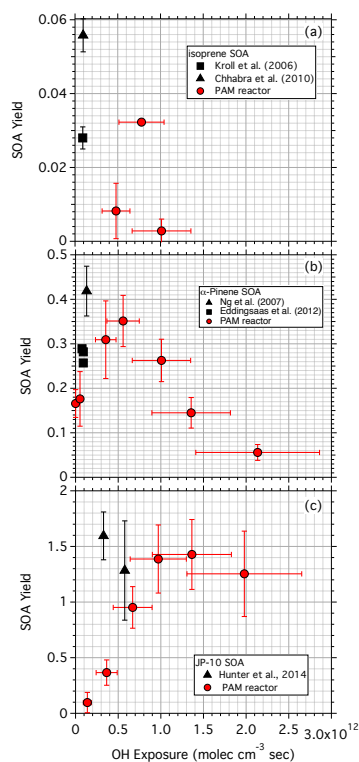 0.06
(a)
isoprene SOA
Kroll et al. (2006)
Chhabra et al. (2010)
PAM reactor
0.04
SOA Yield
0.02
0
0.5
(b)
α-Pinene SOA
Ng et al. (2007)
Eddingsaas et al. (2012)
PAM reactor
0.4
0.3
SOA Yield
0.2
0.1
0
2
(c)
1.5
SOA Yield
1
0.5
JP-10 SOA
Hunter et al., 2014
PAM reactor
0
0 0.5 1.0 1.5 2.0 2.5
3.0x10¹²
OH Exposure (molec cm⁻³ sec)